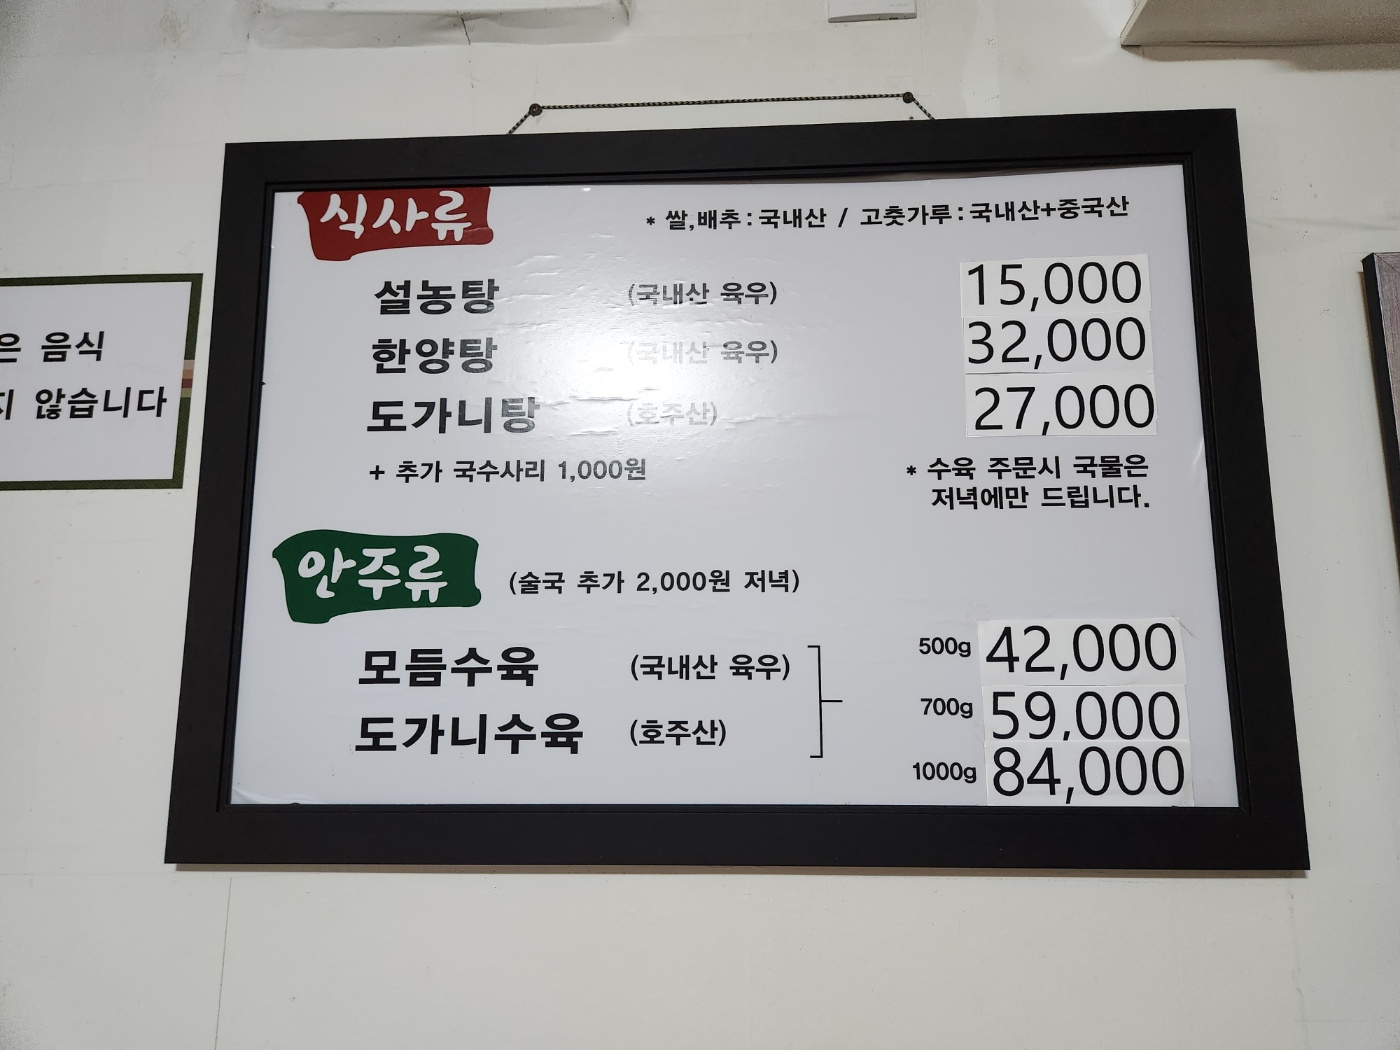 식사류
* 쌀,배추 : 국내산 / 고춧가루 : 국내산+중국산
설농탕 (국내산 육우) 15,000
한양탕 (국내산 육우) 32,000
도가니탕 (호주산) 27,000
+ 추가 국수사리 1,000원
* 수육 주문시 국물은
저녁에만 드립니다.
안주류 (술국 추가 2,000원 저녁)
모듬수육 (국내산 육우)
도가니수육 (호주산)
500g 42,000
700g 59,000
1000g 84,000
은 음식
지 않습니다